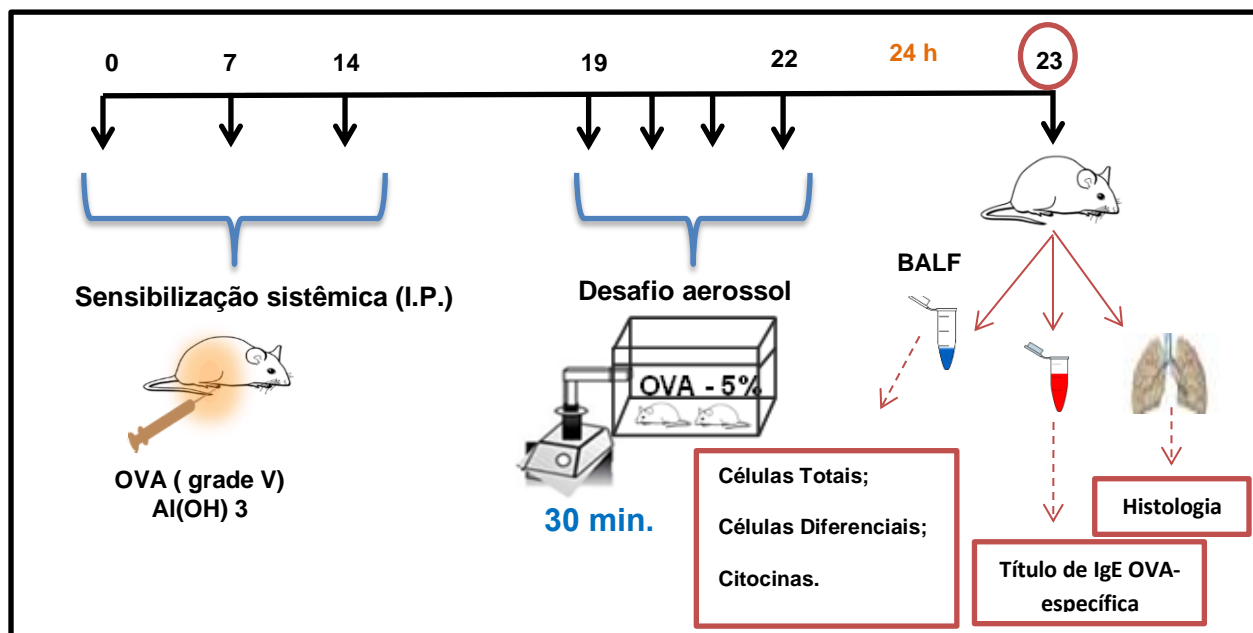 0 7 14 19 22 24 h 23
Sensibilização sistêmica (I.P.)
OVA ( grade V)
Al(OH) 3
Desafio aerossol
OVA - 5%
30 min.
BALF
Células Totais;
Células Diferenciais;
Citocinas.
Título de IgE OVA-
específica
Histologia